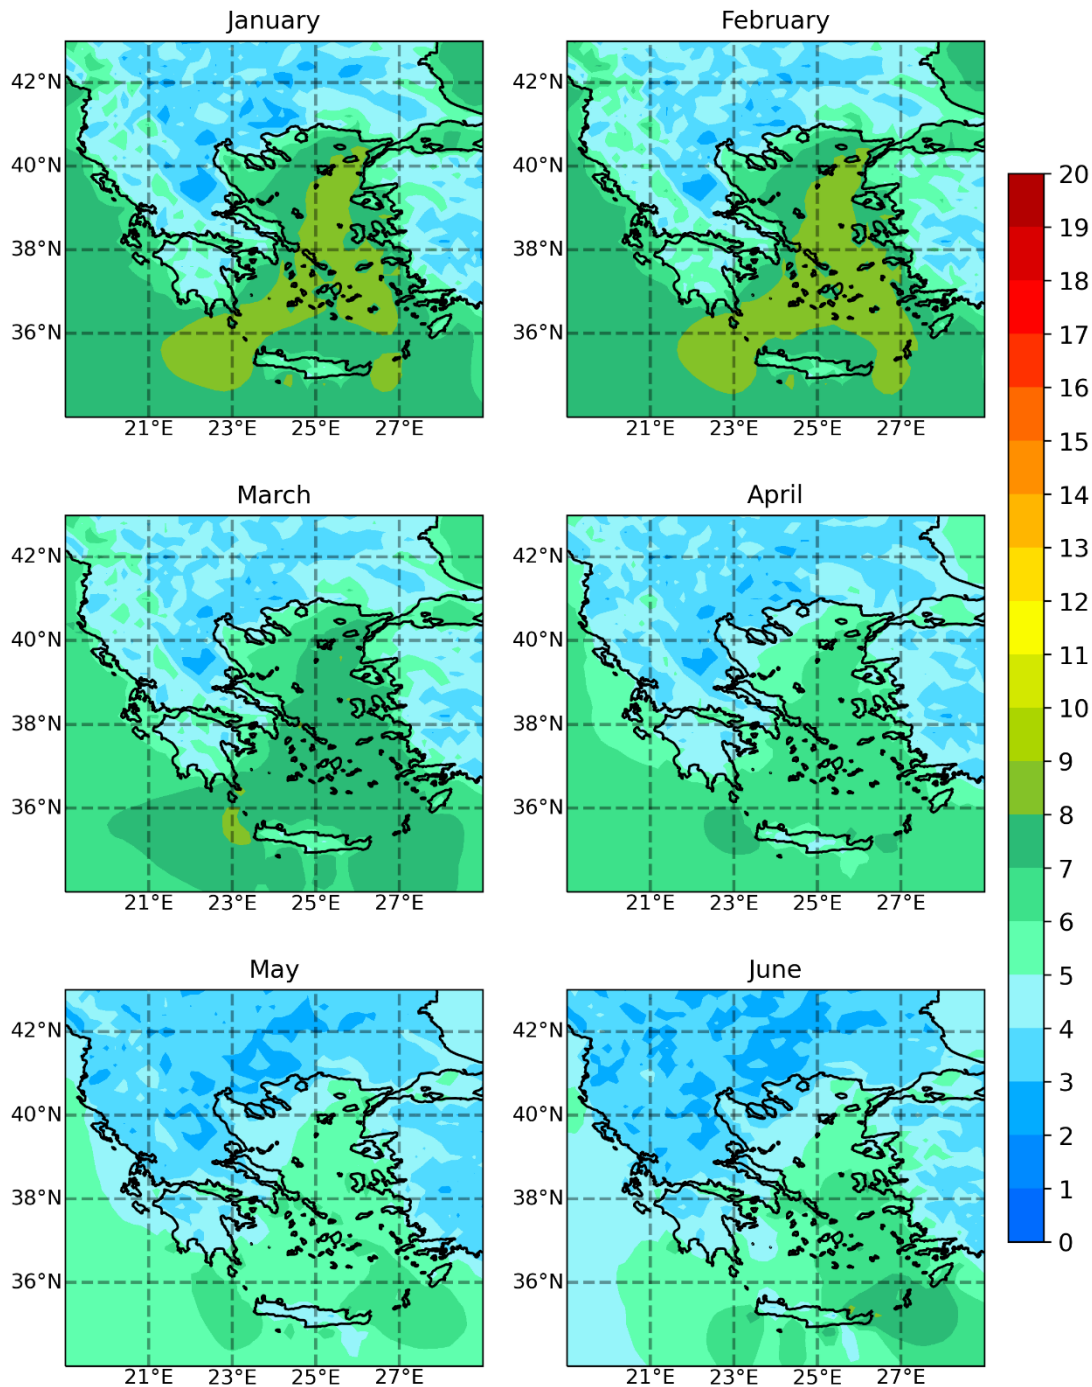 January February
42°N 42°N
40°N 40°N
38°N 38°N
36°N 36°N
21°E 23°E 25°E 27°E 21°E 23°E 25°E 27°E
March April
42°N 42°N
40°N 40°N
38°N 38°N
36°N 36°N
21°E 23°E 25°E 27°E 21°E 23°E 25°E 27°E
May June
42°N 42°N
40°N 40°N
38°N 38°N
36°N 36°N
21°E 23°E 25°E 27°E 21°E 23°E 25°E 27°E
20
19
18
17
16
15
14
13
12
11
10
9
8
7
6
5
4
3
2
1
0